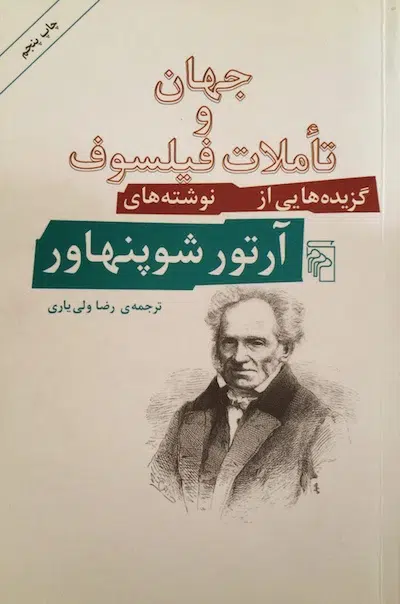 چاپ پنجم
جهان
و
تأملات فیلسوف
گزیده‌هایی از نوشته‌های
آرتور شوپنهاور
ترجمه‌ی رضا ولی‌یاری